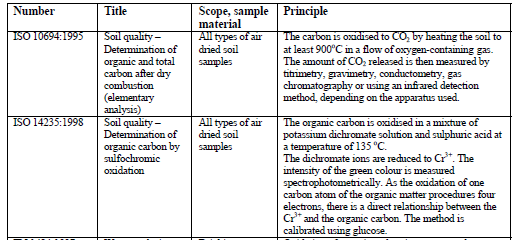 Number Title Scope, sample Principle
material
ISO 10694:1995 Soil quality – All types of air The carbon is oxidised to CO2 by heating the soil to
Determination of dried soil at least 900°C in a flow of oxygen-containing gas.
organic and total samples The amount of CO2 released is then measured by
carbon after dry titrimetry, gravimetry, conductometry, gas
combustion chromatography or using an infrared detection
(elementary method, depending on the apparatus used.
analysis)
ISO 14235:1998 Soil quality – All types of air The organic carbon is oxidised in a mixture of
Determination of dried soil potassium dichromate solution and sulphuric acid at
organic carbon by samples a temperature of 135 °C.
sulfochromic The dichromate ions are reduced to Cr3+. The
oxidation intensity of the green colour is measured
spectrophotometrically. As the oxidation of one
carbon atom of the organic matter procedures four
electrons, there is a direct relationship between the
Cr3+ and the organic carbon. The method is
calibrated using glucose.